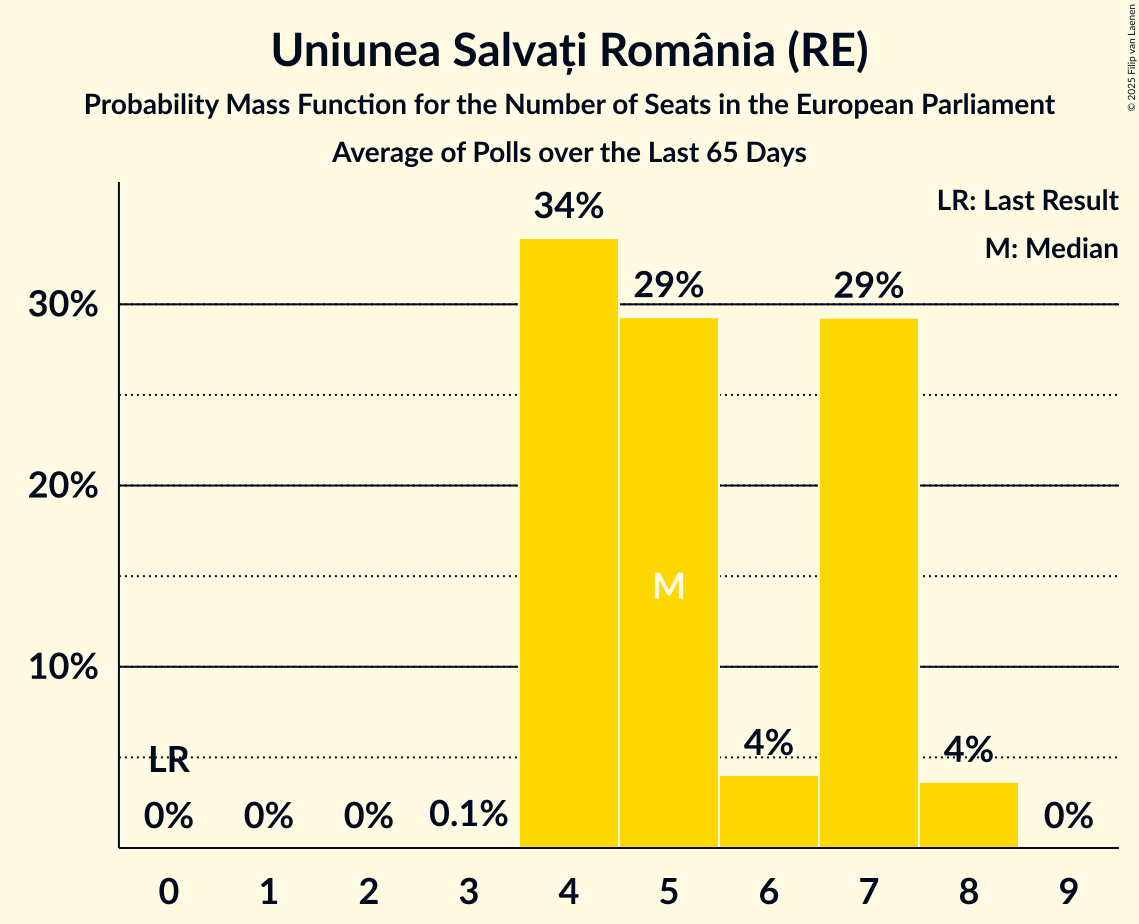 Uniunea Salvați România (RE)
Probability Mass Function for the Number of Seats in the European Parliament
Average of Polls over the Last 65 Days
© 2025 Filip van Laenen
LR: Last Result
M: Median
34%
29%
29%
30%
20%
M
10%
LR
4%
4%
0%
0%
0%
0.1%
0%
0
1
2
3
4
5
6
7
8
9